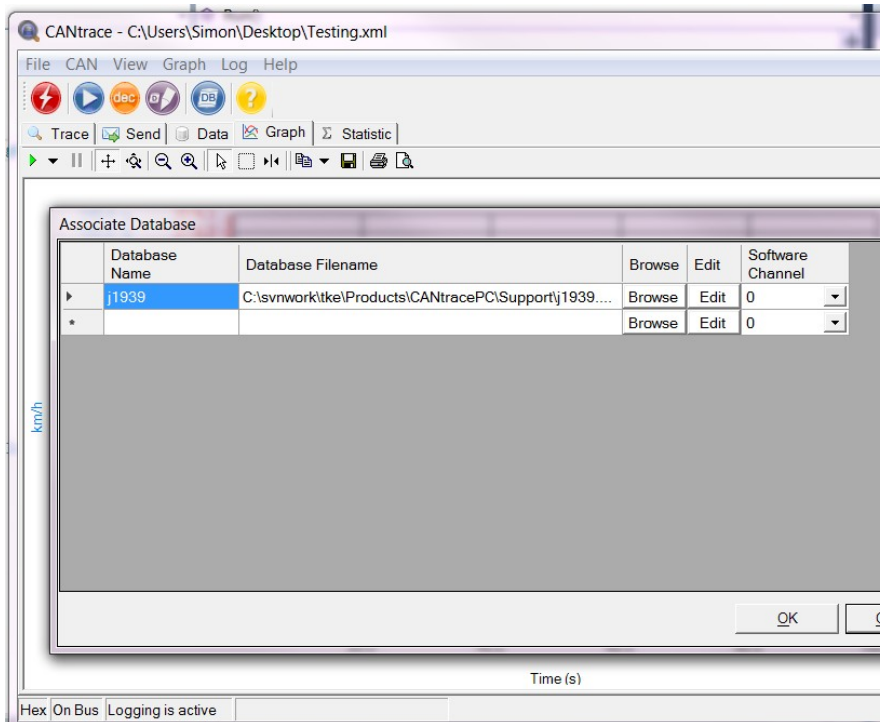 CANtrace - C:\Users\Simon\Desktop\Testing.xml
File CAN View Graph Log Help
dec DB ?
Trace Send Data Graph Σ Statistic
Associate Database
Database Name Database Filename Browse Edit Software Channel
j1939 C:\svnwork\tke\Products\CANtracePC\Support\j1939.... Browse Edit 0
* Browse Edit 0
km/h
OK
Time (s)
Hex On Bus Logging is active